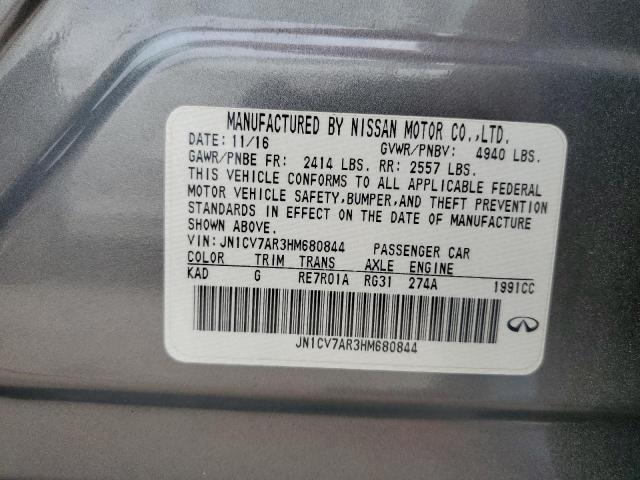 MANUFACTURED BY NISSAN MOTOR CO.,LTD.
DATE: 11/16 GVWR/PNBV: 4940 LBS.
GAWR/PNBE FR: 2414 LBS. RR: 2557 LBS.
THIS VEHICLE CONFORMS TO ALL APPLICABLE FEDERAL
MOTOR VEHICLE SAFETY,BUMPER,AND THEFT PREVENTION
STANDARDS IN EFFECT ON THE DATE OF MANUFACTURE
SHOWN ABOVE.
VIN: JN1CV7AR3HM680844 PASSENGER CAR
COLOR TRIM TRANS AXLE ENGINE
KAD G RE7R01A RG31 274A 1991CC
JN1CV7AR3HM680844